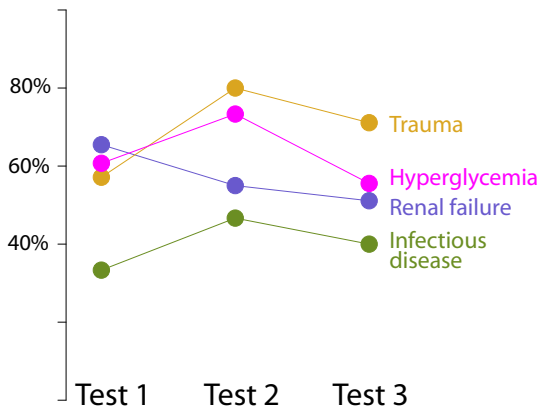 80%
Trauma
60%
Hyperglycemia
Renal failure
40%
Infectious
disease
Test 1 Test 2 Test 3